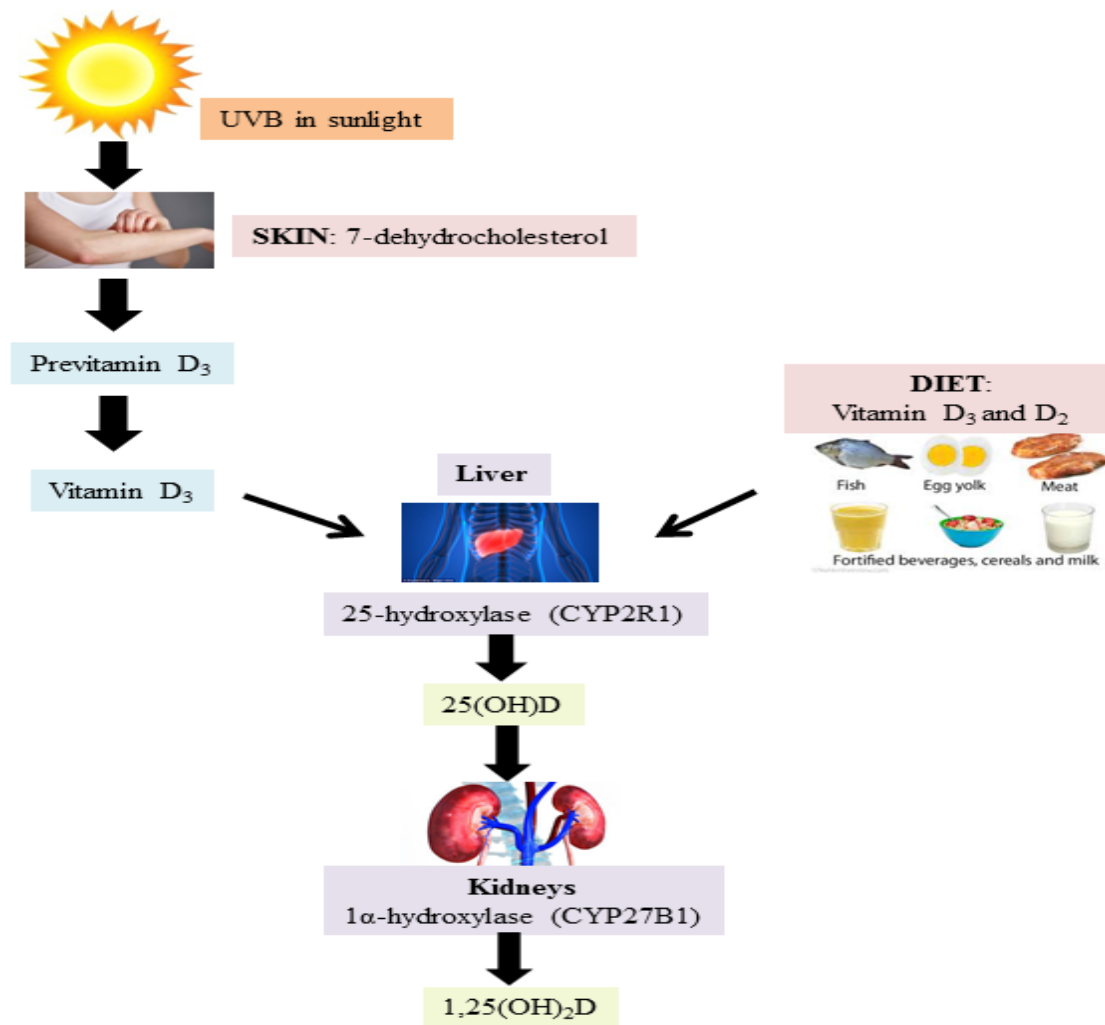 UVB in sunlight
SKIN: 7-dehydrocholesterol
Previtamin D₃
Vitamin D₃
DIET:
Vitamin D₃ and D₂
Fish Egg yolk Meat
Fortified beverages, cereals and milk
Liver
25-hydroxylase (CYP2R1)
25(OH)D
Kidneys
1α-hydroxylase (CYP27B1)
1,25(OH)₂D